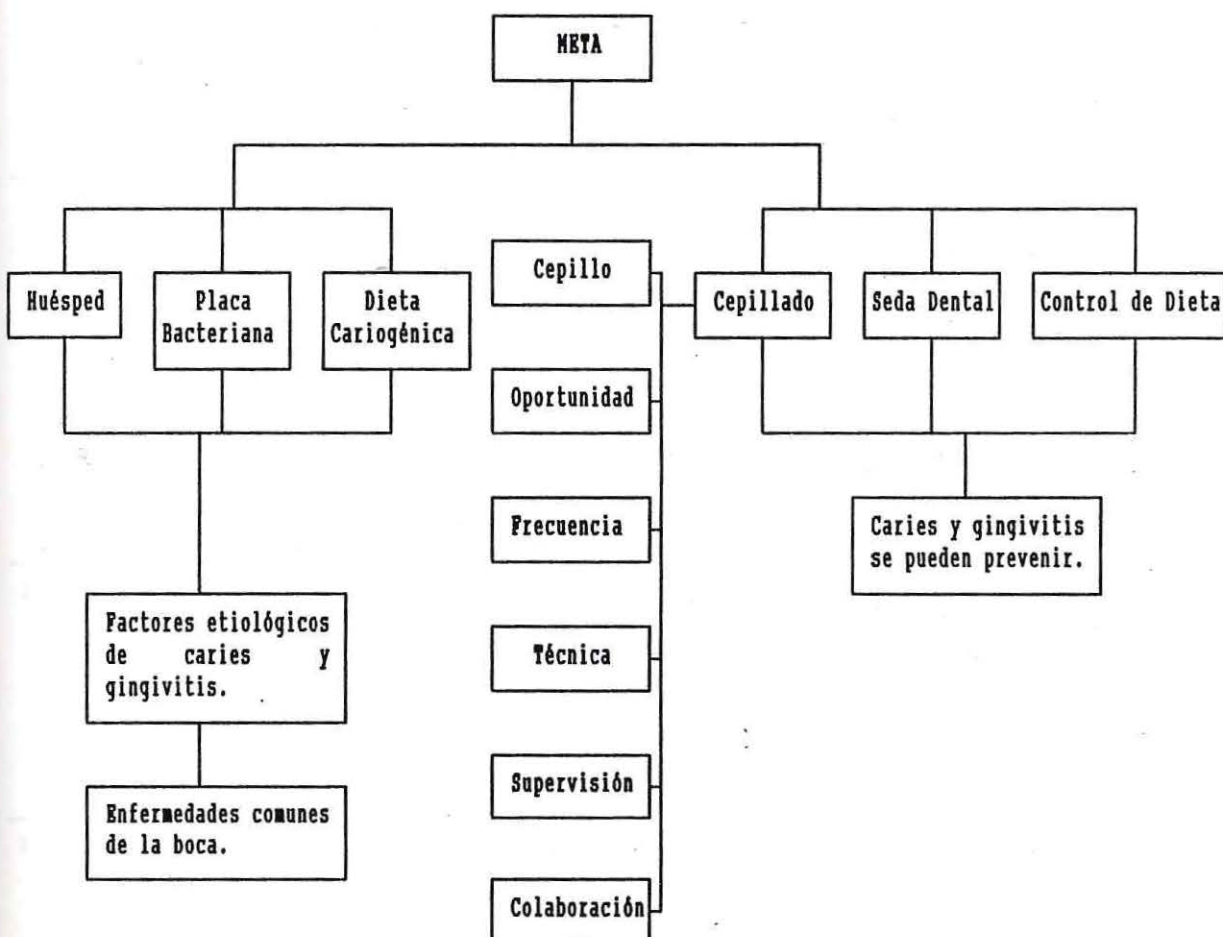 META
Huésped
Placa
Bacteriana
Dieta
Cariogénica
Cepillo
Cepillado
Seda Dental
Control de Dieta
Oportunidad
Frecuencia
Técnica
Supervisión
Colaboración
Caries y gingivitis
se pueden prevenir.
Factores etiológicos
de caries y
gingivitis.
Enfermedades comunes
de la boca.